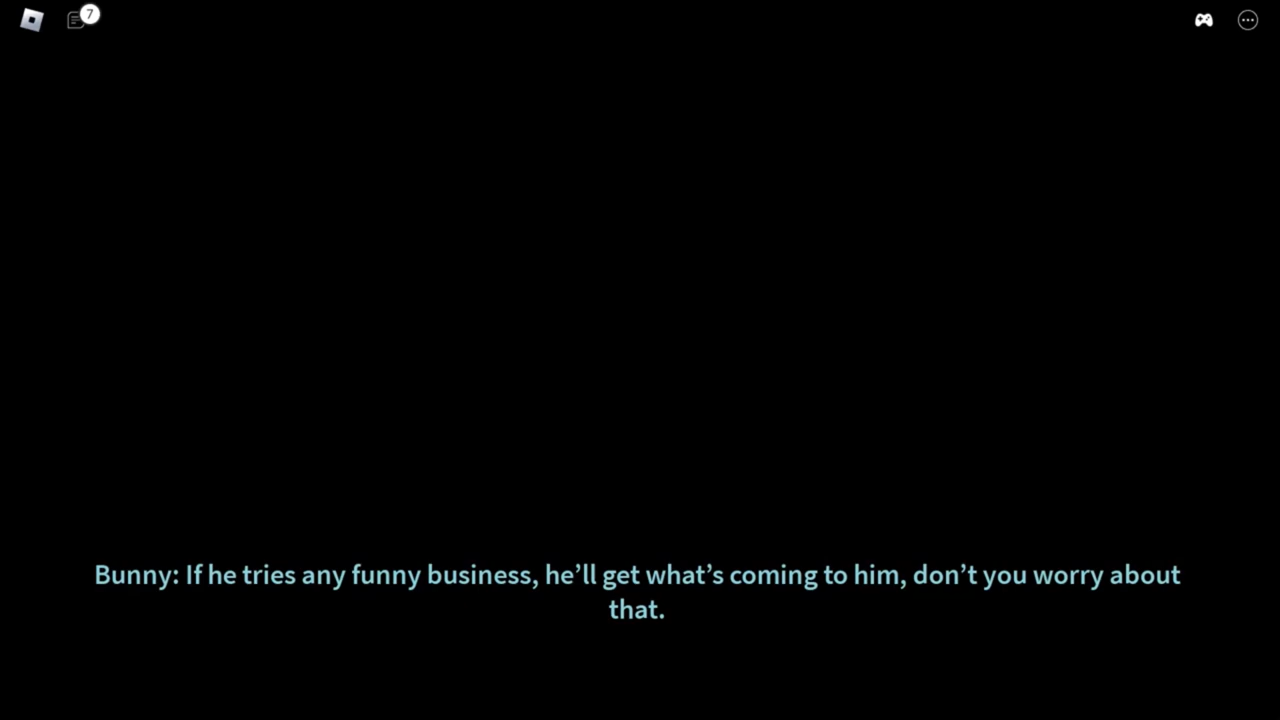 7
Bunny: If he tries any funny business, he’ll get what’s coming to him, don’t you worry about
that.